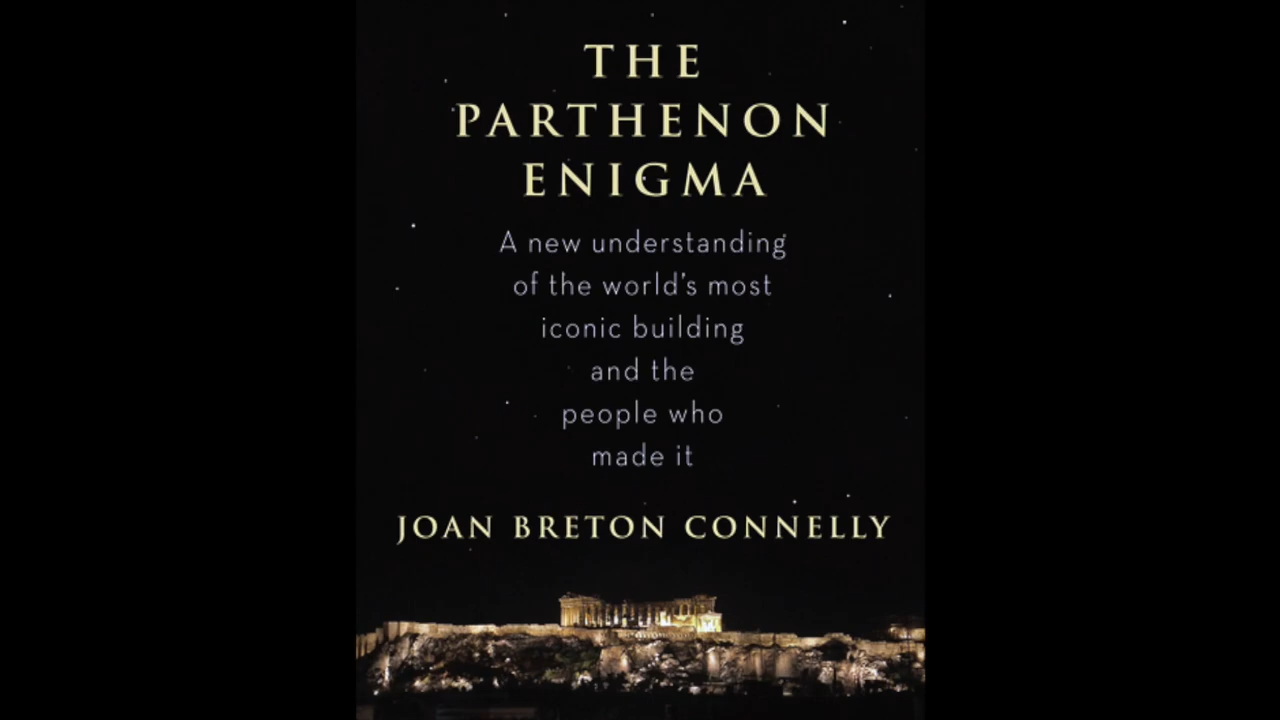 THE
PARTHENON
ENIGMA
A new understanding
of the world's most
iconic building
and the
people who
made it
JOAN BRETON CONNELLY